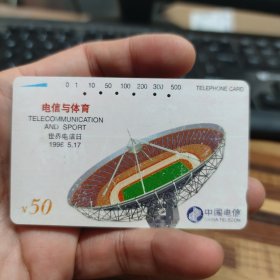 0 1 10 50 100 200 300 500
TELEPHONE CARD
电信与体育
TELECOMMUNICATION
AND SPORT
世界电信日
1996 5.17
¥50
中国电信
CHINA TELECOM